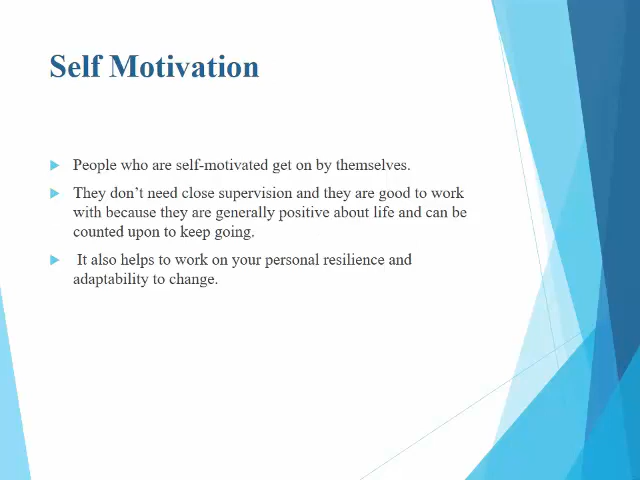 Self Motivation
People who are self-motivated get on by themselves.
They don’t need close supervision and they are good to work
with because they are generally positive about life and can be
counted upon to keep going.
It also helps to work on your personal resilience and
adaptability to change.